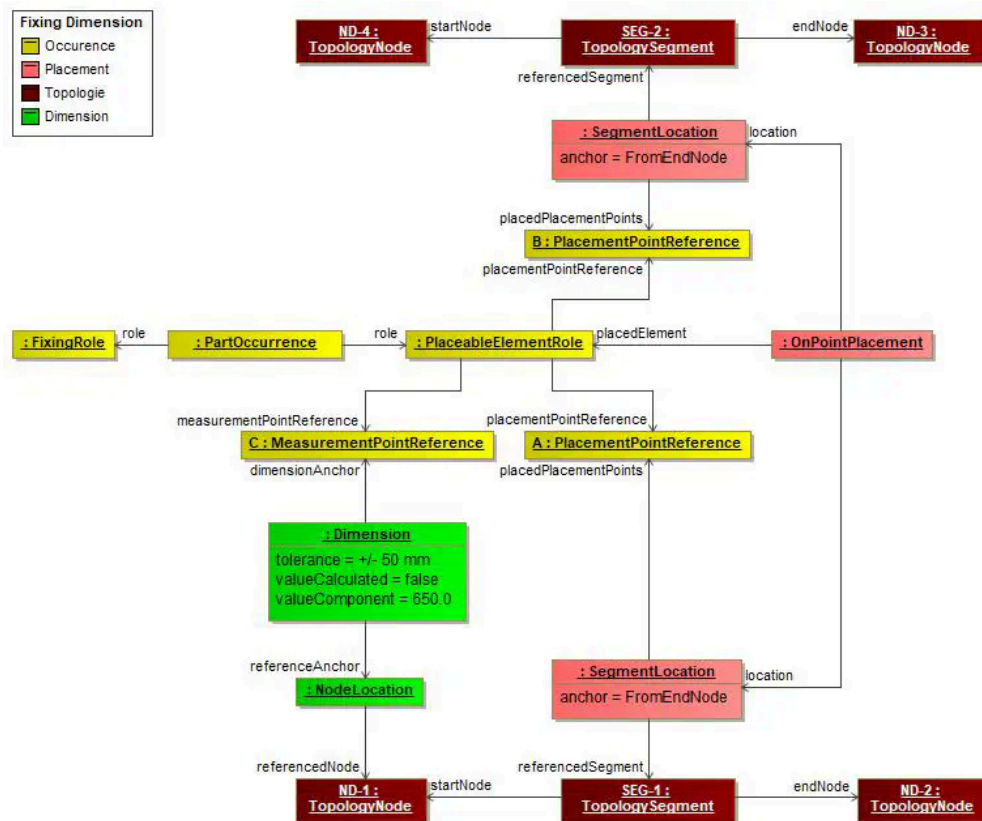 Fixing Dimension
Occurence
Placement
Topologie
Dimension
ND-4 :
TopologyNode
startNode
SEG-2 :
TopologySegment
endNode
ND-3 :
TopologyNode
referencedSegment
: SegmentLocation
anchor = FromEndNode
location
placedPlacementPoints
B : PlacementPointReference
placementPointReference
: FixingRole
role
: PartOccurrence
role
: PlaceableElementRole
placedElement
: OnPointPlacement
measurementPointReference
placementPointReference
C : MeasurementPointReference
A : PlacementPointReference
dimensionAnchor
placedPlacementPoints
: Dimension
tolerance = +/- 50 mm
valueCalculated = false
valueComponent = 650.0
referenceAnchor
: NodeLocation
: SegmentLocation
anchor = FromEndNode
location
referencedNode
referencedSegment
ND-1 :
TopologyNode
startNode
SEG-1 :
TopologySegment
endNode
ND-2 :
TopologyNode